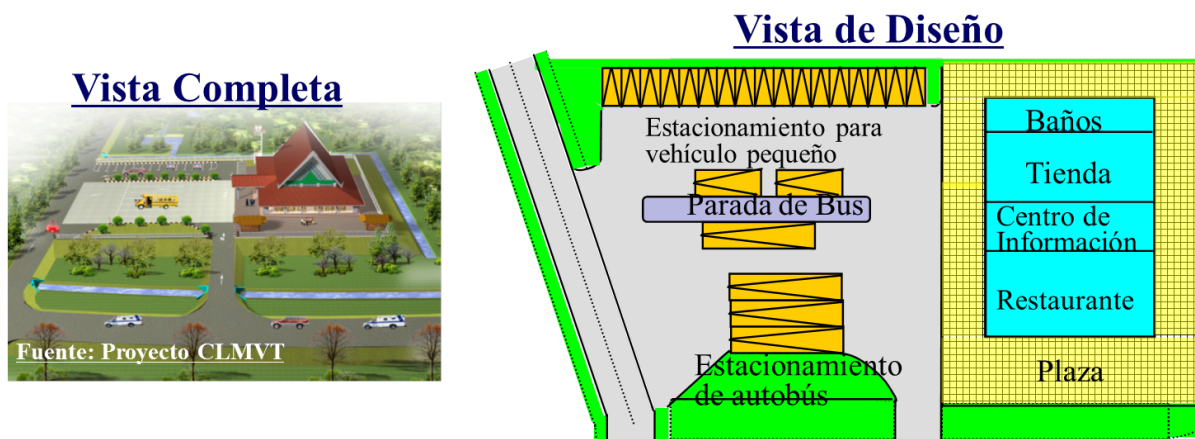 Vista de Diseño
Vista Completa
Fuente: Proyecto CLMVT
Estacionamiento para
vehículo pequeño
Parada de Bus
Estacionamiento
de autobús
Baños
Tienda
Centro de
Información
Restaurante
Plaza